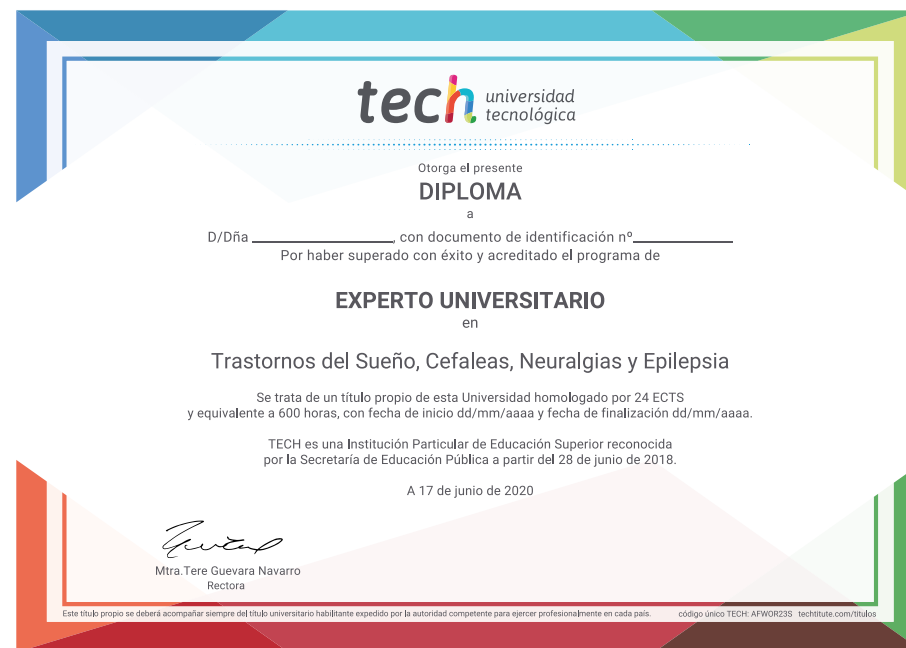 tech universidad
tecnológica
Otorga el presente
DIPLOMA
a
D/Dña ____________________, con documento de identificación nº______________
Por haber superado con éxito y acreditado el programa de
EXPERTO UNIVERSITARIO
en
Trastornos del Sueño, Cefaleas, Neuralgias y Epilepsia
Se trata de un título propio de esta Universidad homologado por 24 ECTS
y equivalente a 600 horas, con fecha de inicio dd/mm/aaaa y fecha de finalización dd/mm/aaaa.
TECH es una Institución Particular de Educación Superior reconocida
por la Secretaría de Educación Pública a partir del 28 de junio de 2018.
A 17 de junio de 2020
Mtra.Tere Guevara Navarro
Rectora
Este título propio se deberá acompañar siempre del título universitario habilitante expedido por la autoridad competente para ejercer profesionalmente en cada país. código único TECH: AFWOR23S techtitute.com/titulos